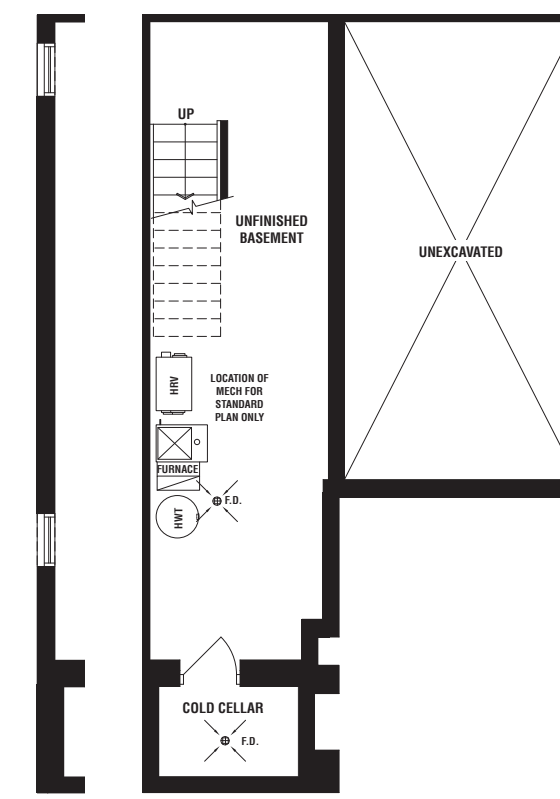 UP
UNFINISHED
BASEMENT
UNEXCAVATED
HRV
LOCATION OF
MECH FOR
STANDARD
PLAN ONLY
FURNACE
F.D.
HWT
COLD CELLAR
F.D.